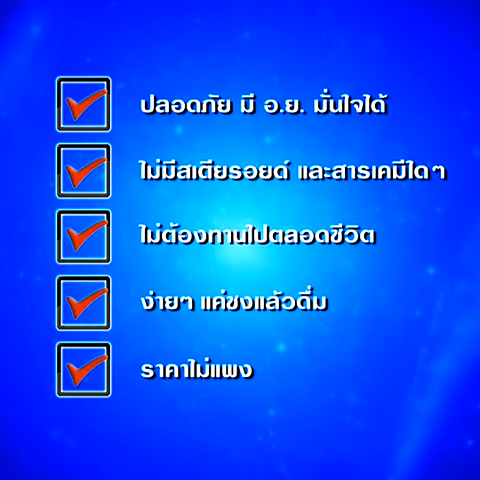 ปลอดภัย มี อ.ย. มั่นใจได้
ไม่มีสเตียรอยด์ และสารเคมีใดๆ
ไม่ต้องทานไปตลอดชีวิต
ง่ายๆ แค่ชงแล้วดื่ม
ราคาไม่แพง